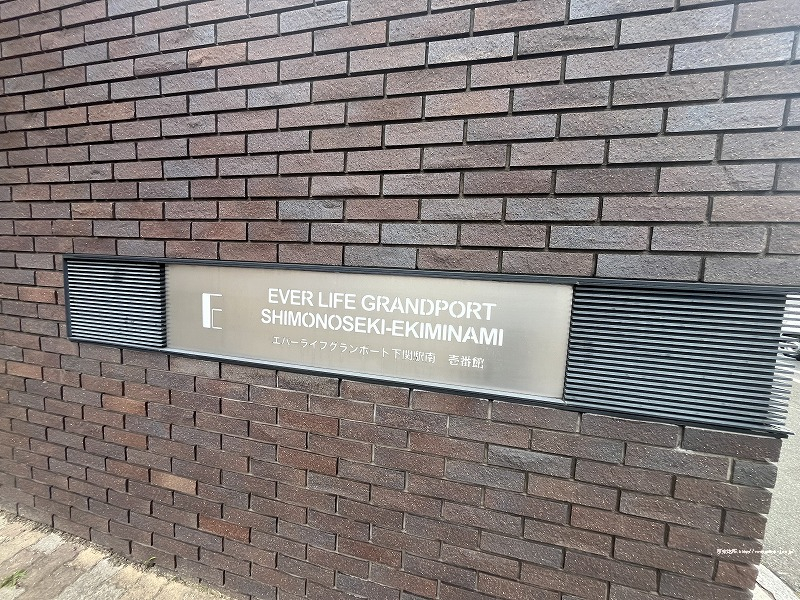 EVER LIFE GRANDPORT
SHIMONOSEKI-EKIMINAMI
エバーライフグランポート下関駅南 壱番館